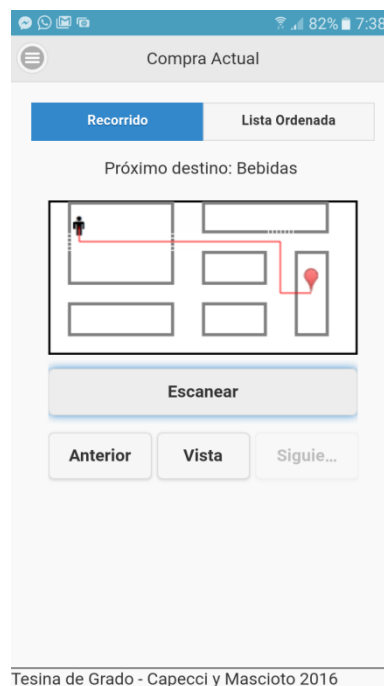 82% 7:38
Compra Actual
Recorrido Lista Ordenada
Próximo destino: Bebidas
Escanear
Anterior Vista Siguie...
Tesina de Grado - Capecci y Mascioto 2016